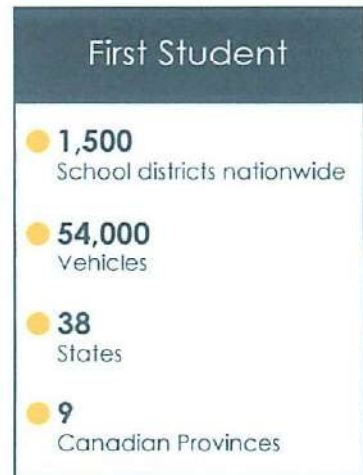 First Student
1,500
School districts nationwide
54,000
Vehicles
38
States
9
Canadian Provinces